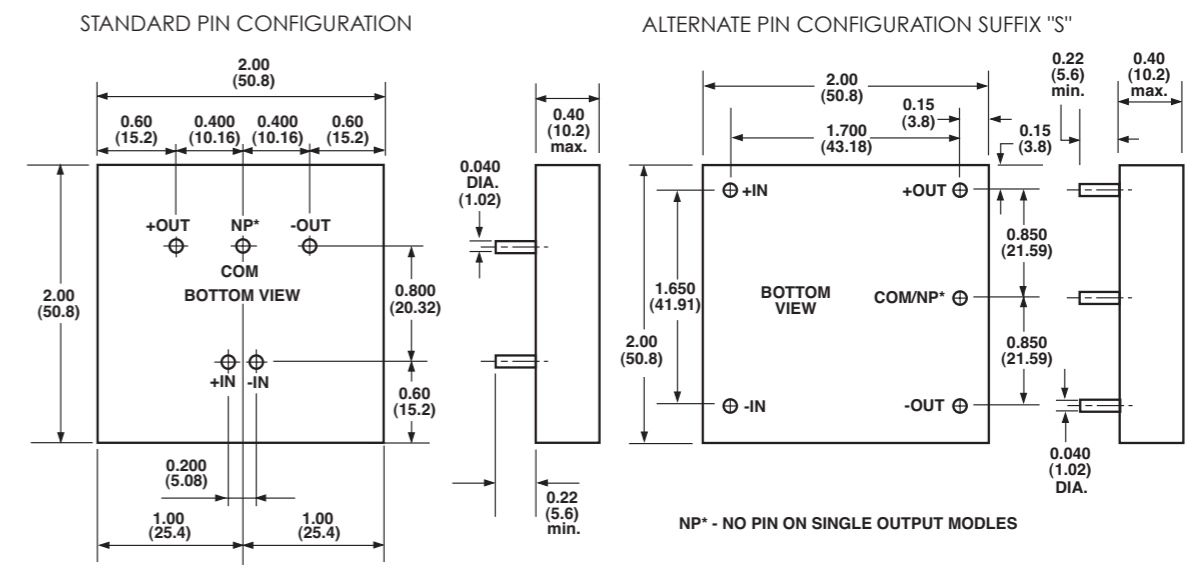 STANDARD PIN CONFIGURATION
2.00
(50.8)
0.60
(15.2)
0.400
(10.16)
0.400
(10.16)
0.60
(15.2)
0.40
(10.2)
max.
0.040
DIA.
(1.02)
+OUT NP* -OUT
COM
BOTTOM VIEW
2.00
(50.8)
0.800
(20.32)
+IN -IN
0.60
(15.2)
0.200
(5.08)
1.00
(25.4)
1.00
(25.4)
0.22
(5.6)
min.
ALTERNATE PIN CONFIGURATION SUFFIX "S"
2.00
(50.8)
0.15
(3.8)
1.700
(43.18)
0.15
(3.8)
0.22
(5.6)
min.
0.40
(10.2)
max.
+IN +OUT
0.850
(21.59)
1.650
(41.91)
BOTTOM
VIEW
COM/NP*
2.00
(50.8)
0.850
(21.59)
-IN -OUT
0.040
(1.02)
DIA.
NP* - NO PIN ON SINGLE OUTPUT MODLES